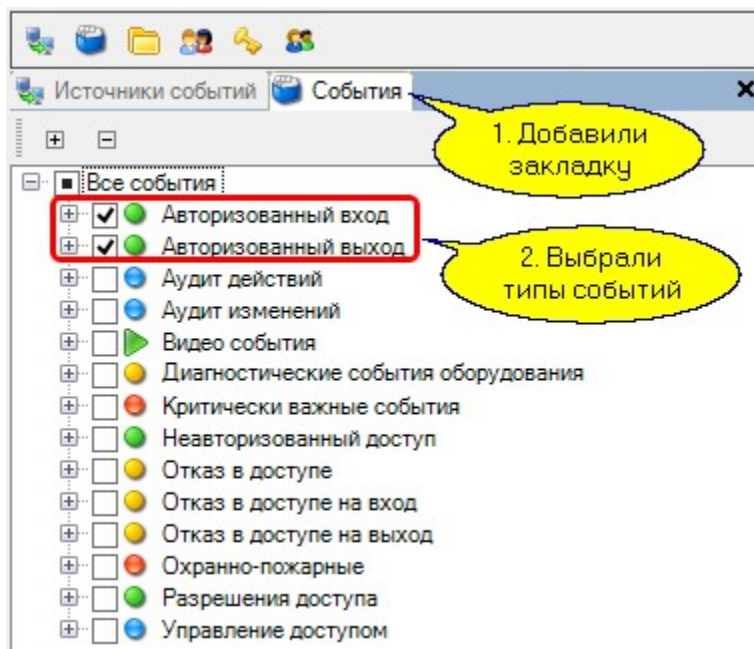 Источники событий
События
1. Добавили
закладку
Все события
Авторизованный вход
Авторизованный выход
2. Выбрали
типы событий
Аудит действий
Аудит изменений
Видео события
Диагностические события оборудования
Критически важные события
Неавторизованный доступ
Отказ в доступе
Отказ в доступе на вход
Отказ в доступе на выход
Охранно-пожарные
Разрешения доступа
Управление доступом